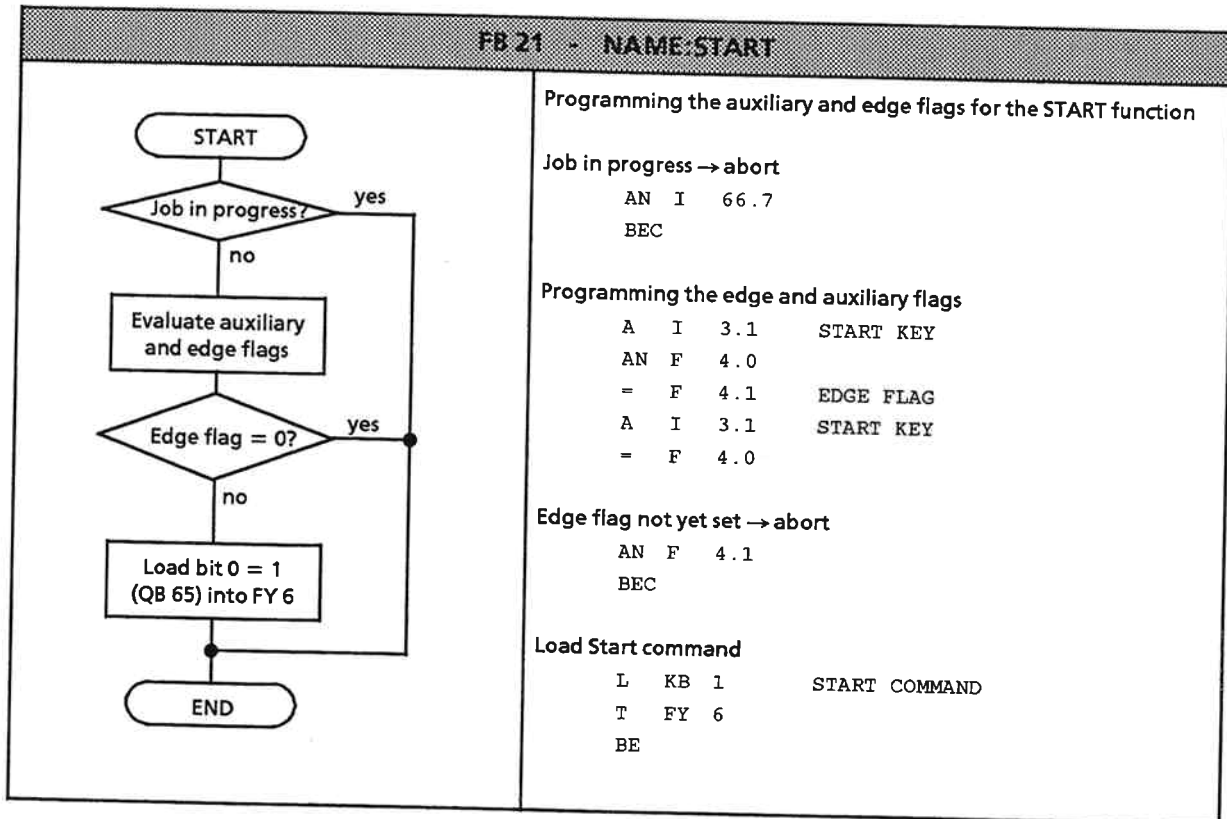 FB 21 - NAME:START
START
Job in progress?
yes
no
Evaluate auxiliary
and edge flags
Edge flag = 0?
yes
no
Load bit 0 = 1
(QB 65) into FY 6
END
Programming the auxiliary and edge flags for the START function
Job in progress → abort
AN I 66.7
BEC
Programming the edge and auxiliary flags
A I 3.1 START KEY
AN F 4.0
= F 4.1 EDGE FLAG
A I 3.1 START KEY
= F 4.0
Edge flag not yet set → abort
AN F 4.1
BEC
Load Start command
L KB 1 START COMMAND
T FY 6
BE